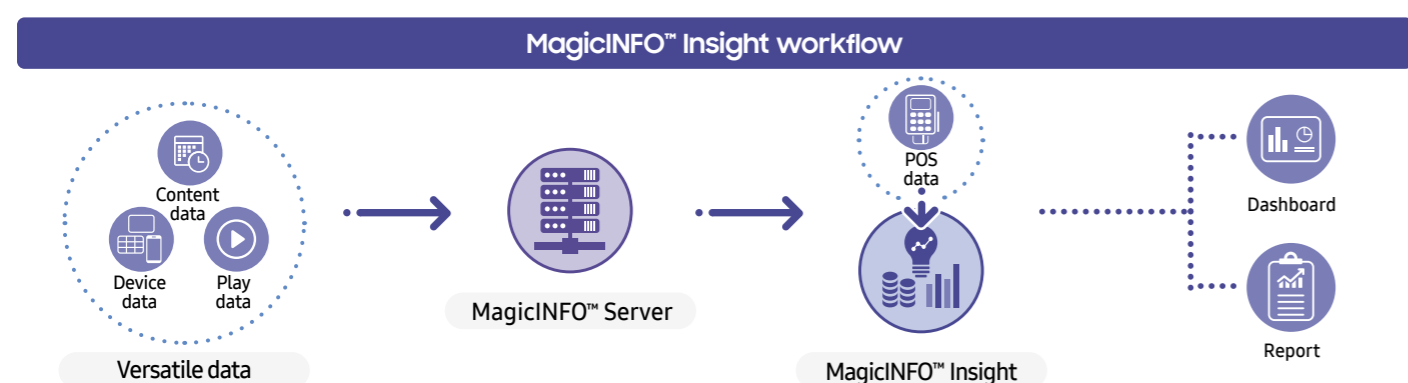 MagicINFO™ Insight workflow
Content
data
Device
data
Play
data
Versatile data
MagicINFO™ Server
POS
data
MagicINFO™ Insight
Dashboard
Report